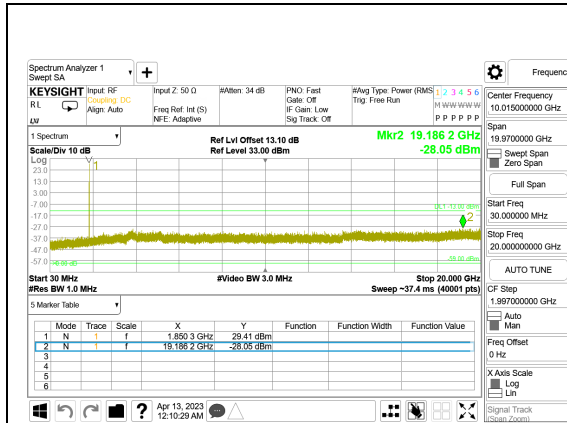 Spectrum Analyzer 1
Swept SA
Frequenc
KEYSIGHT
Input: RF
Input Z: 50 Ω
#Atten: 34 dB
PNO: Fast
#Avg Type: Power (RMS
1 2 3 4 5 6
Coupling: DC
Gate: Off
Trig: Free Run
R L
Align: Auto
Freq Ref: Int (S)
IF Gain: Low
M W W W W W
NFE: Adaptive
Sig Track: Off
P P P P P P
LXI
1 Spectrum
Ref Lvl Offset 13.10 dB
Mkr2 19.186 2 GHz
Scale/Div 10 dB
Ref Level 33.00 dBm
-28.05 dBm
Log
1
23.0
13.0
3.00
-7.00
DL1 -13.00 dBm
-17.0
2
-27.0
-37.0
-47.0
-57.0
Start 30 MHz
#Video BW 3.0 MHz
Stop 20.000 GHz
#Res BW 1.0 MHz
Sweep ~37.4 ms (40001 pts)
5 Marker Table
Mode Trace Scale X Y Function Function Width Function Value
1 N 1 f 1.850 3 GHz 29.41 dBm
2 N 1 f 19.186 2 GHz -28.05 dBm
3
4
5
6
Center Frequency
10.015000000 GHz
Span
19.9700000 GHz
Swept Span
Zero Span
Full Span
Start Freq
30.000000 MHz
Stop Freq
20.000000000 GHz
AUTO TUNE
CF Step
1.997000000 GHz
Auto
Man
Freq Offset
0 Hz
X Axis Scale
Log
Lin
Signal Track
(Span Zoom)
?
Apr 13, 2023
12:10:29 AM